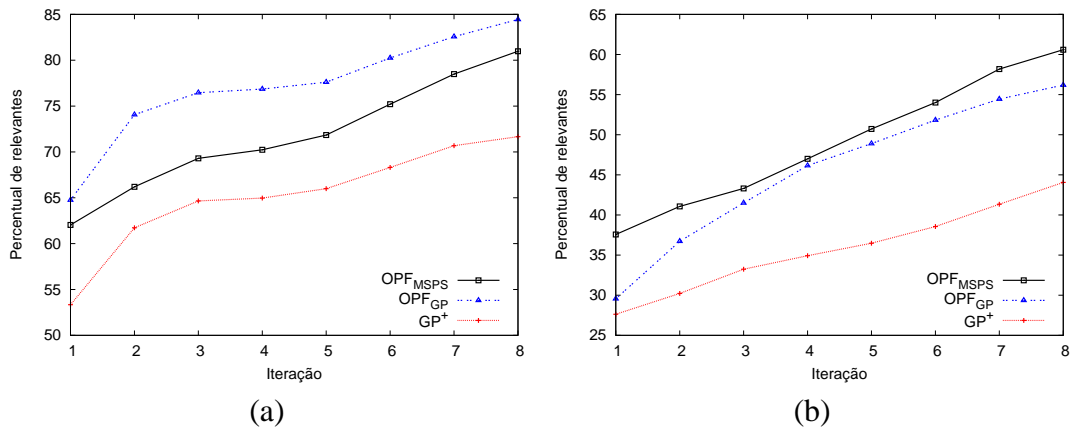 85
80
75
70
65
60
55
50
Percentual de relevantes
OPF_MSPS
OPF_GP
GP^+
1 2 3 4 5 6 7 8
Iteração
(a)
65
60
55
50
45
40
35
30
25
Percentual de relevantes
OPF_MSPS
OPF_GP
GP^+
1 2 3 4 5 6 7 8
Iteração
(b)